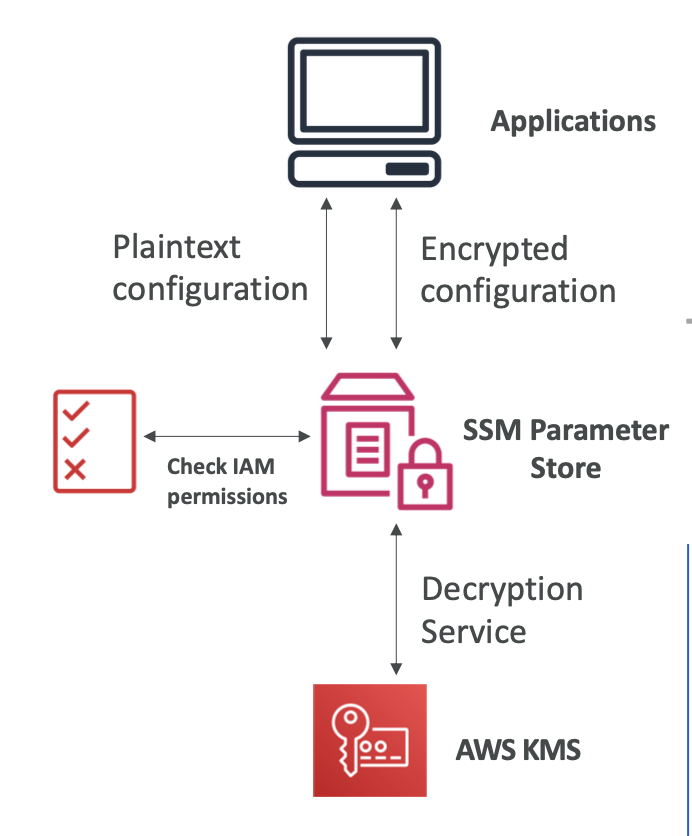 Applications
Plaintext
configuration
Encrypted
configuration
SSM Parameter
Store
Check IAM
permissions
Decryption
Service
AWS KMS